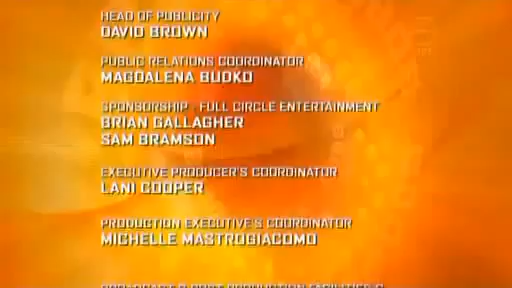 HEAD OF PUBLICITY
DAVID BROWN
PUBLIC RELATIONS COORDINATOR
MAGDALENA BUDKO
SPONSORSHIP - FULL CIRCLE ENTERTAINMENT
BRIAN GALLAGHER
SAM BRAMSON
EXECUTIVE PRODUCER'S COORDINATOR
LANI COOPER
PRODUCTION EXECUTIVE'S COORDINATOR
MICHELLE MASTROGIACOMO